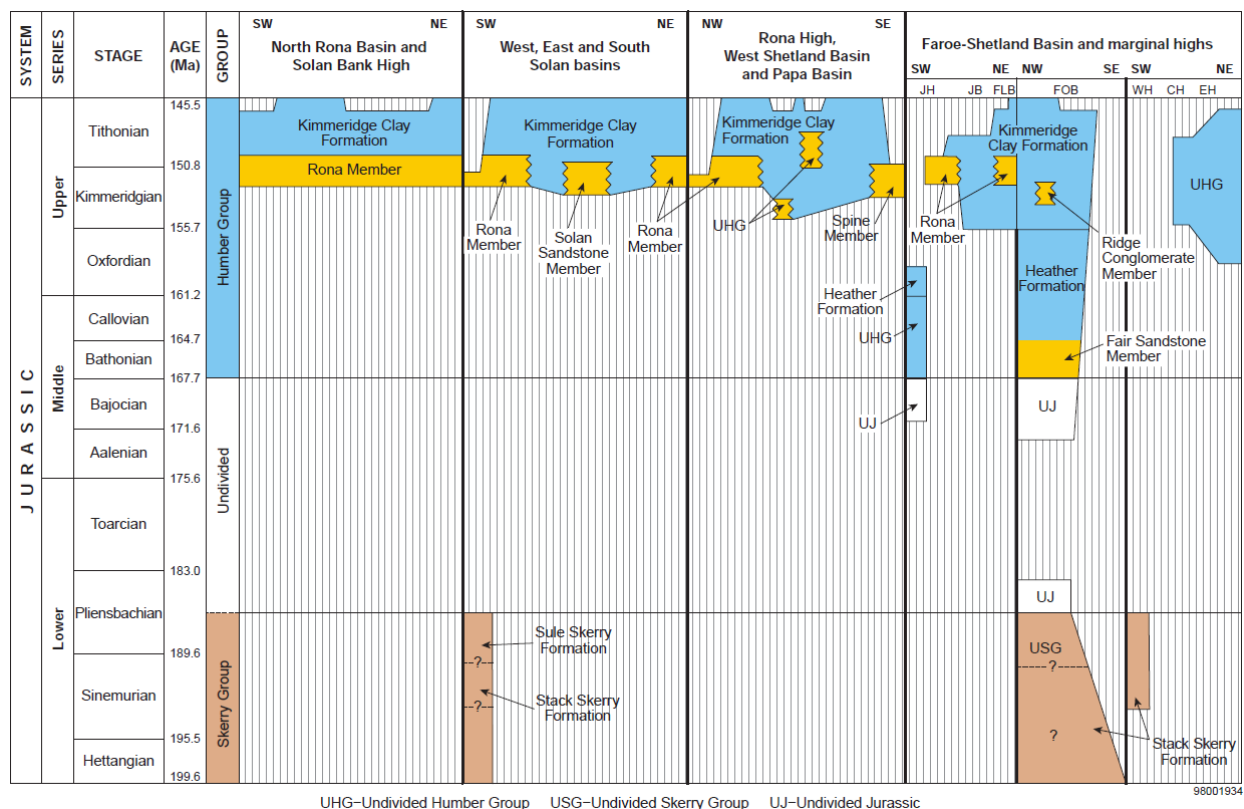 SYSTEM
SERIES
STAGE
AGE
(Ma)
GROUP
SW NE
North Rona Basin and
Solan Bank High
SW NE
West, East and South
Solan basins
NW SE
Rona High,
West Shetland Basin
and Papa Basin
Faroe-Shetland Basin and marginal highs
SW NE NW SE SW NE
JH JB FLB FOB WH CH EH
JURASSIC
Upper
Middle
Lower
Tithonian
Kimmeridgian
Oxfordian
Callovian
Bathonian
Bajocian
Aalenian
Toarcian
Pliensbachian
Sinemurian
Hettangian
145.5
150.8
155.7
161.2
164.7
167.7
171.6
175.6
183.0
189.6
195.5
199.6
Humber Group
Undivided
Skerry Group
Kimmeridge Clay
Formation
Rona Member
Kimmeridge Clay
Formation
Rona
Member
Solan
Sandstone
Member
Rona
Member
Sule Skerry
Formation
?
Stack Skerry
Formation
?
Kimmeridge Clay
Formation
UHG
Spine
Member
Kimmeridge
Clay Formation
Rona
Member
Ridge
Conglomerate
Member
Heather
Formation
UHG
UJ
Heather
Formation
Fair Sandstone
Member
UJ
UJ
USG
?
?
UHG
Stack Skerry
Formation
98001934
UHG–Undivided Humber Group USG–Undivided Skerry Group UJ–Undivided Jurassic